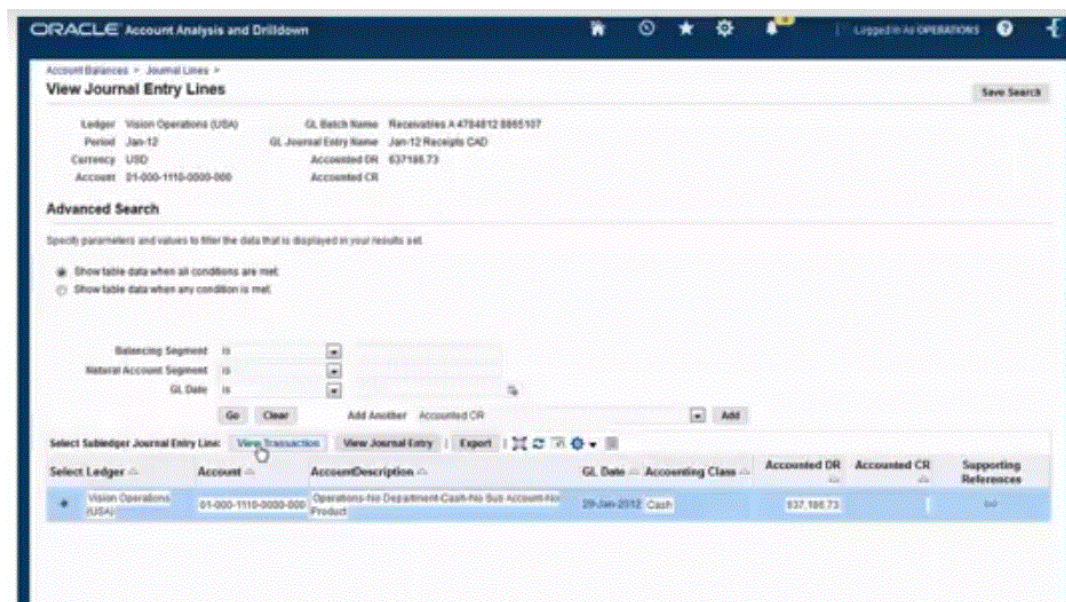 ORACLE Account Analysis and Drilldown
Logged In As OPERATIONS
Account Balances > Journal Lines >
View Journal Entry Lines
Save Search
Ledger Vision Operations (USA) GL Batch Name Receivables A 4784812 8865107
Period Jan-12 GL Journal Entry Name Jan-12 Receipts CAD
Currency USD Accounted DR 637186.73
Account 01-000-1110-0000-000 Accounted CR
Advanced Search
Specify parameters and values to filter the data that is displayed in your results set.
Show table data when all conditions are met.
Show table data when any condition is met.
Balancing Segment is
Natural Account Segment is
GL Date is
Go Clear Add Another Accounted CR Add
Select Subledger Journal Entry Line: View Transaction View Journal Entry Export
Select Ledger Account AccountDescription GL Date Accounting Class Accounted DR Accounted CR Supporting References
Vision Operations (USA) 01-000-1110-0000-000 Operations-No Department-Cash-No Sub Account-No Product 29-Jan-2012 Cash 637,186.73